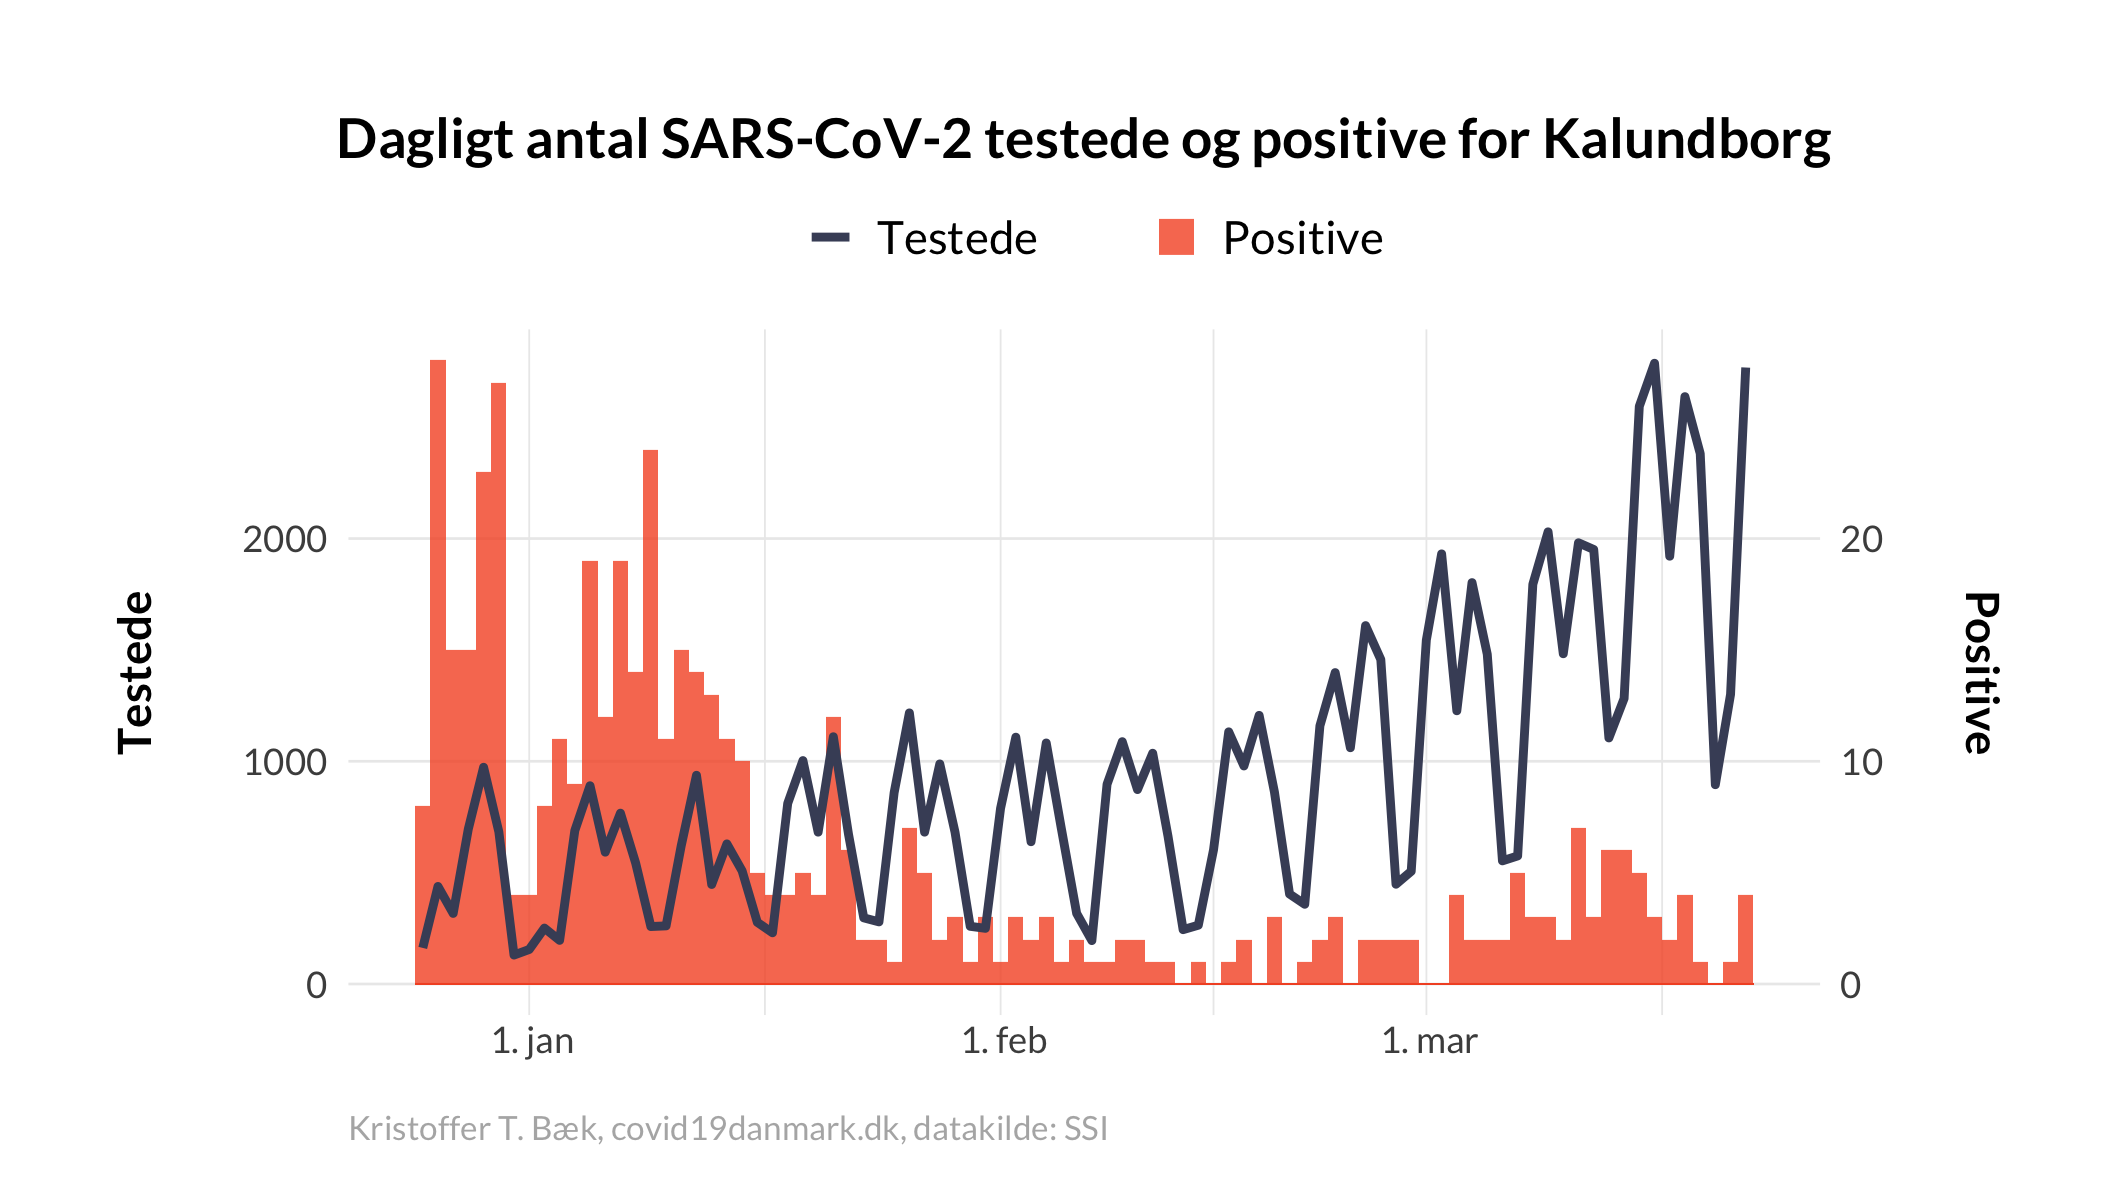 Dagligt antal SARS-CoV-2 testede og positive for Kalundborg
Testede
Positive
2000
1000
0
Testede
20
10
0
Positive
1. jan
1. feb
1. mar
Kristoffer T. Bæk, covid19danmark.dk, datakilde: SSI